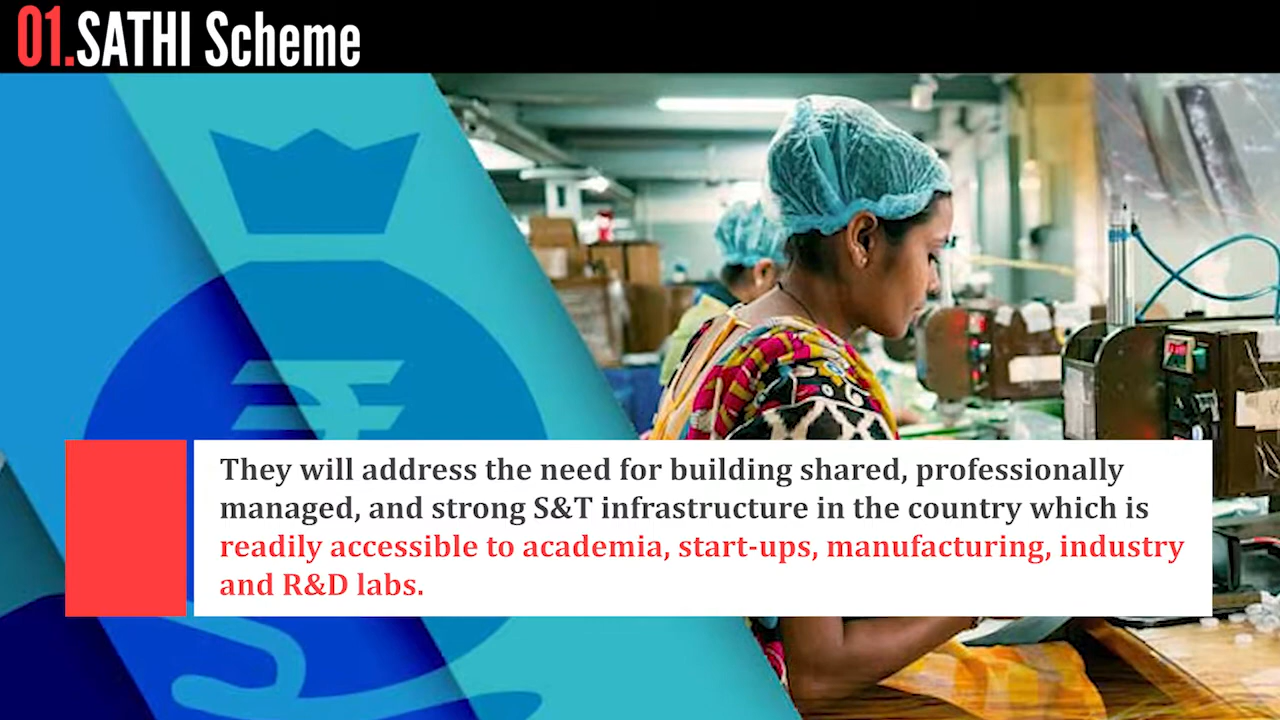 01.SATHI Scheme
They will address the need for building shared, professionally
managed, and strong S&T infrastructure in the country which is
readily accessible to academia, start-ups, manufacturing, industry
and R&D labs.